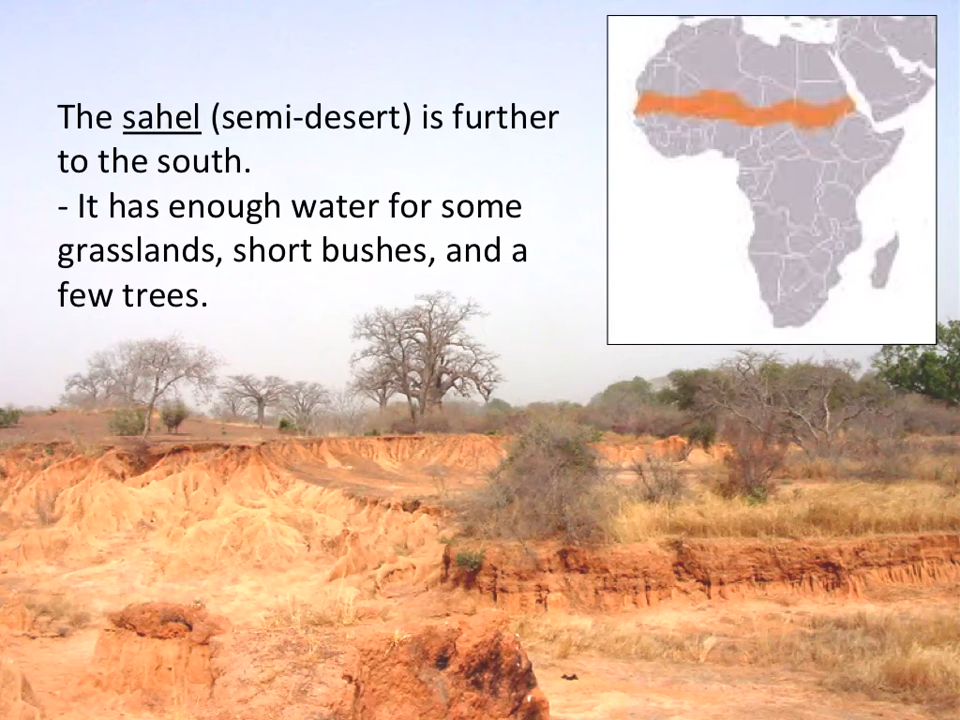 The sahel (semi-desert) is further
to the south.
- It has enough water for some
grasslands, short bushes, and a
few trees.